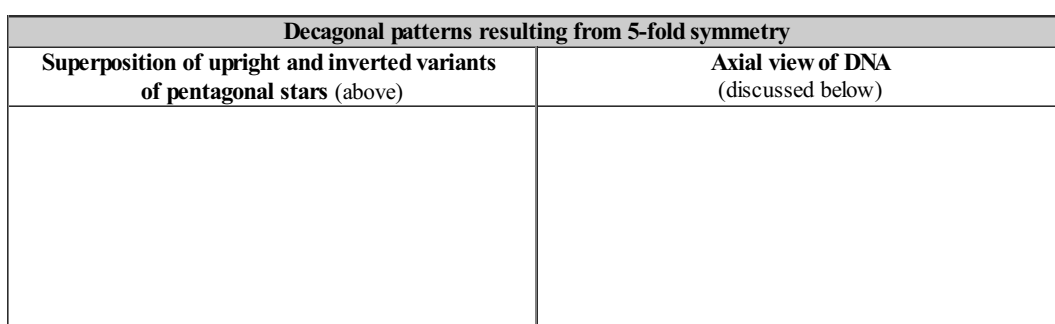 Decagonal patterns resulting from 5-fold symmetry
Superposition of upright and inverted variants
of pentagonal stars (above)
Axial view of DNA
(discussed below)